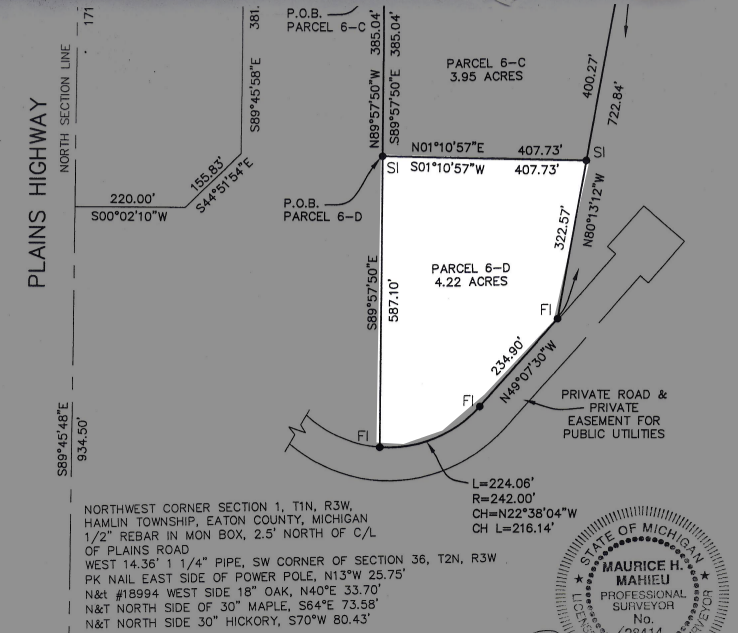 171
381.
PLAINS HIGHWAY
NORTH SECTION LINE
P.O.B.
PARCEL 6-C
385.04'
385.04'
N89°57'50"W
S89°57'50"E
S89°45'58"E
PARCEL 6-C
3.95 ACRES
400.27'
722.84'
155.83'
S44°51'54"E
220.00'
S00°02'10"W
N01°10'57"E 407.73'
S01°10'57"W 407.73'
SI
SI
P.O.B.
PARCEL 6-D
322.57'
N80°13'12"W
S89°57'50"E
587.10'
PARCEL 6-D
4.22 ACRES
FI
234.90'
N49°07'30"W
FI
FI
PRIVATE ROAD &
PRIVATE
EASEMENT FOR
PUBLIC UTILITIES
S89°45'48"E
934.50'
L=224.06'
R=242.00'
CH=N22°38'04"W
CH L=216.14'
NORTHWEST CORNER SECTION 1, T1N, R3W,
HAMLIN TOWNSHIP, EATON COUNTY, MICHIGAN
1/2" REBAR IN MON BOX, 2.5' NORTH OF C/L
OF PLAINS ROAD
WEST 14.36' 1 1/4" PIPE, SW CORNER OF SECTION 36, T2N, R3W
PK NAIL EAST SIDE OF POWER POLE, N13°W 25.75'
N&t #18994 WEST SIDE 18" OAK, N40°E 33.70'
N&T NORTH SIDE OF 30" MAPLE, S64°E 73.58'
N&T NORTH SIDE 30" HICKORY, S70°W 80.43'
STATE OF MICHIGAN
MAURICE H.
MAHIEU
PROFESSIONAL
SURVEYOR
No.